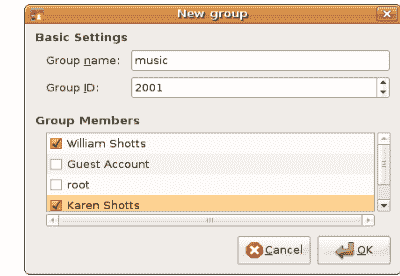 New group
Basic Settings
Group name: music
Group ID: 2001
Group Members
William Shotts
Guest Account
root
Karen Shotts
Cancel OK